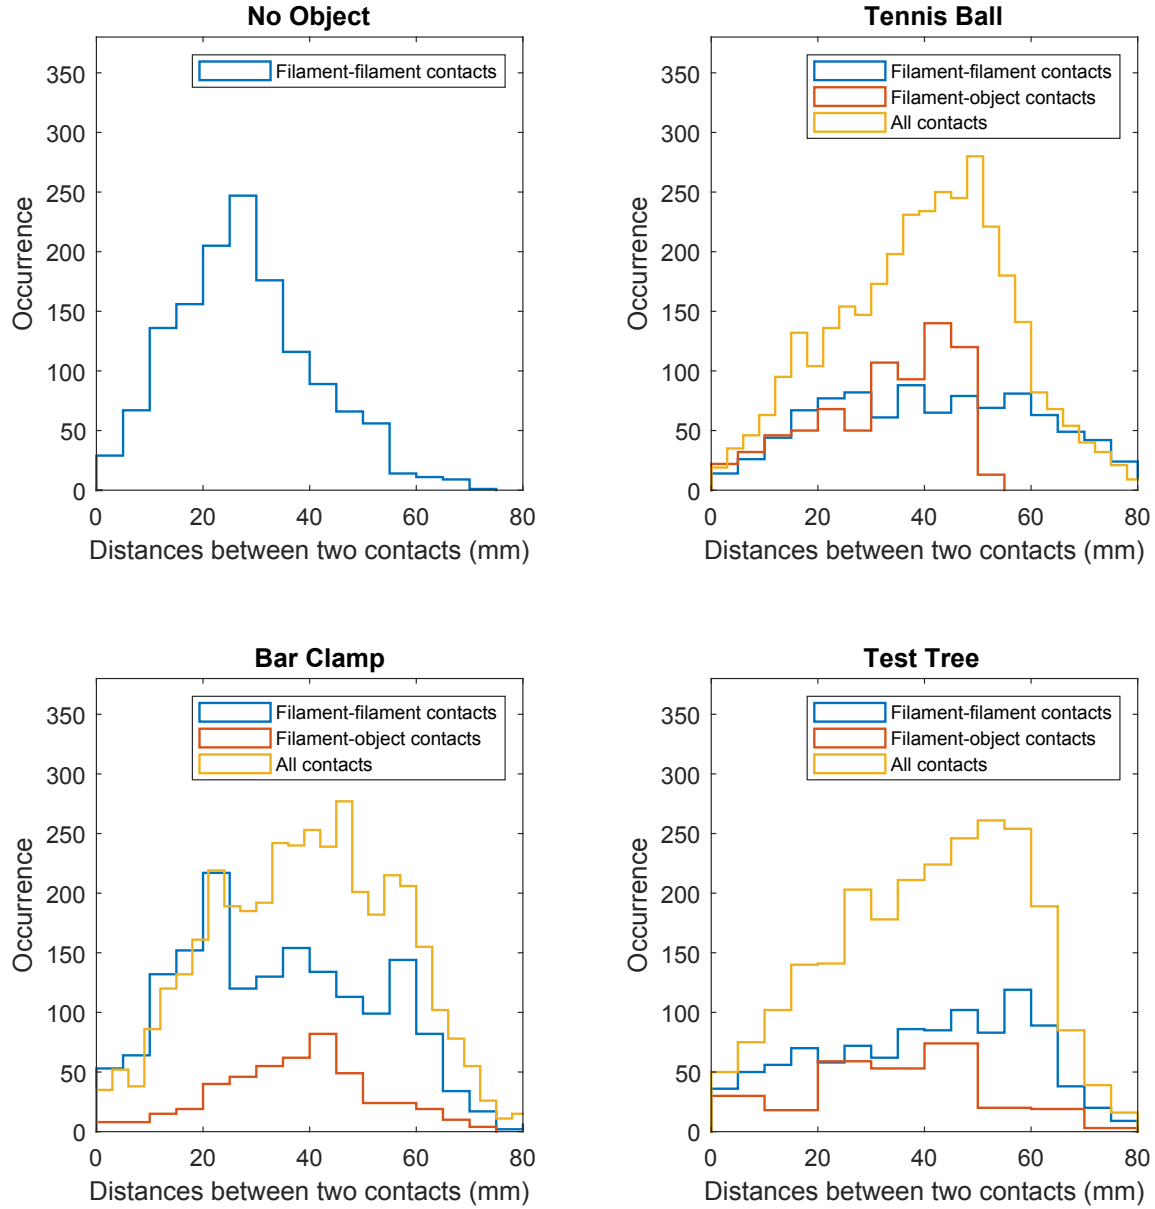 No Object
Filament-filament contacts
Occurrence
350
300
250
200
150
100
50
0
0 20 40 60 80
Distances between two contacts (mm)
Tennis Ball
Filament-filament contacts
Filament-object contacts
All contacts
Occurrence
350
300
250
200
150
100
50
0
0 20 40 60 80
Distances between two contacts (mm)
Bar Clamp
Filament-filament contacts
Filament-object contacts
All contacts
Occurrence
350
300
250
200
150
100
50
0
0 20 40 60 80
Distances between two contacts (mm)
Test Tree
Filament-filament contacts
Filament-object contacts
All contacts
Occurrence
350
300
250
200
150
100
50
0
0 20 40 60 80
Distances between two contacts (mm)